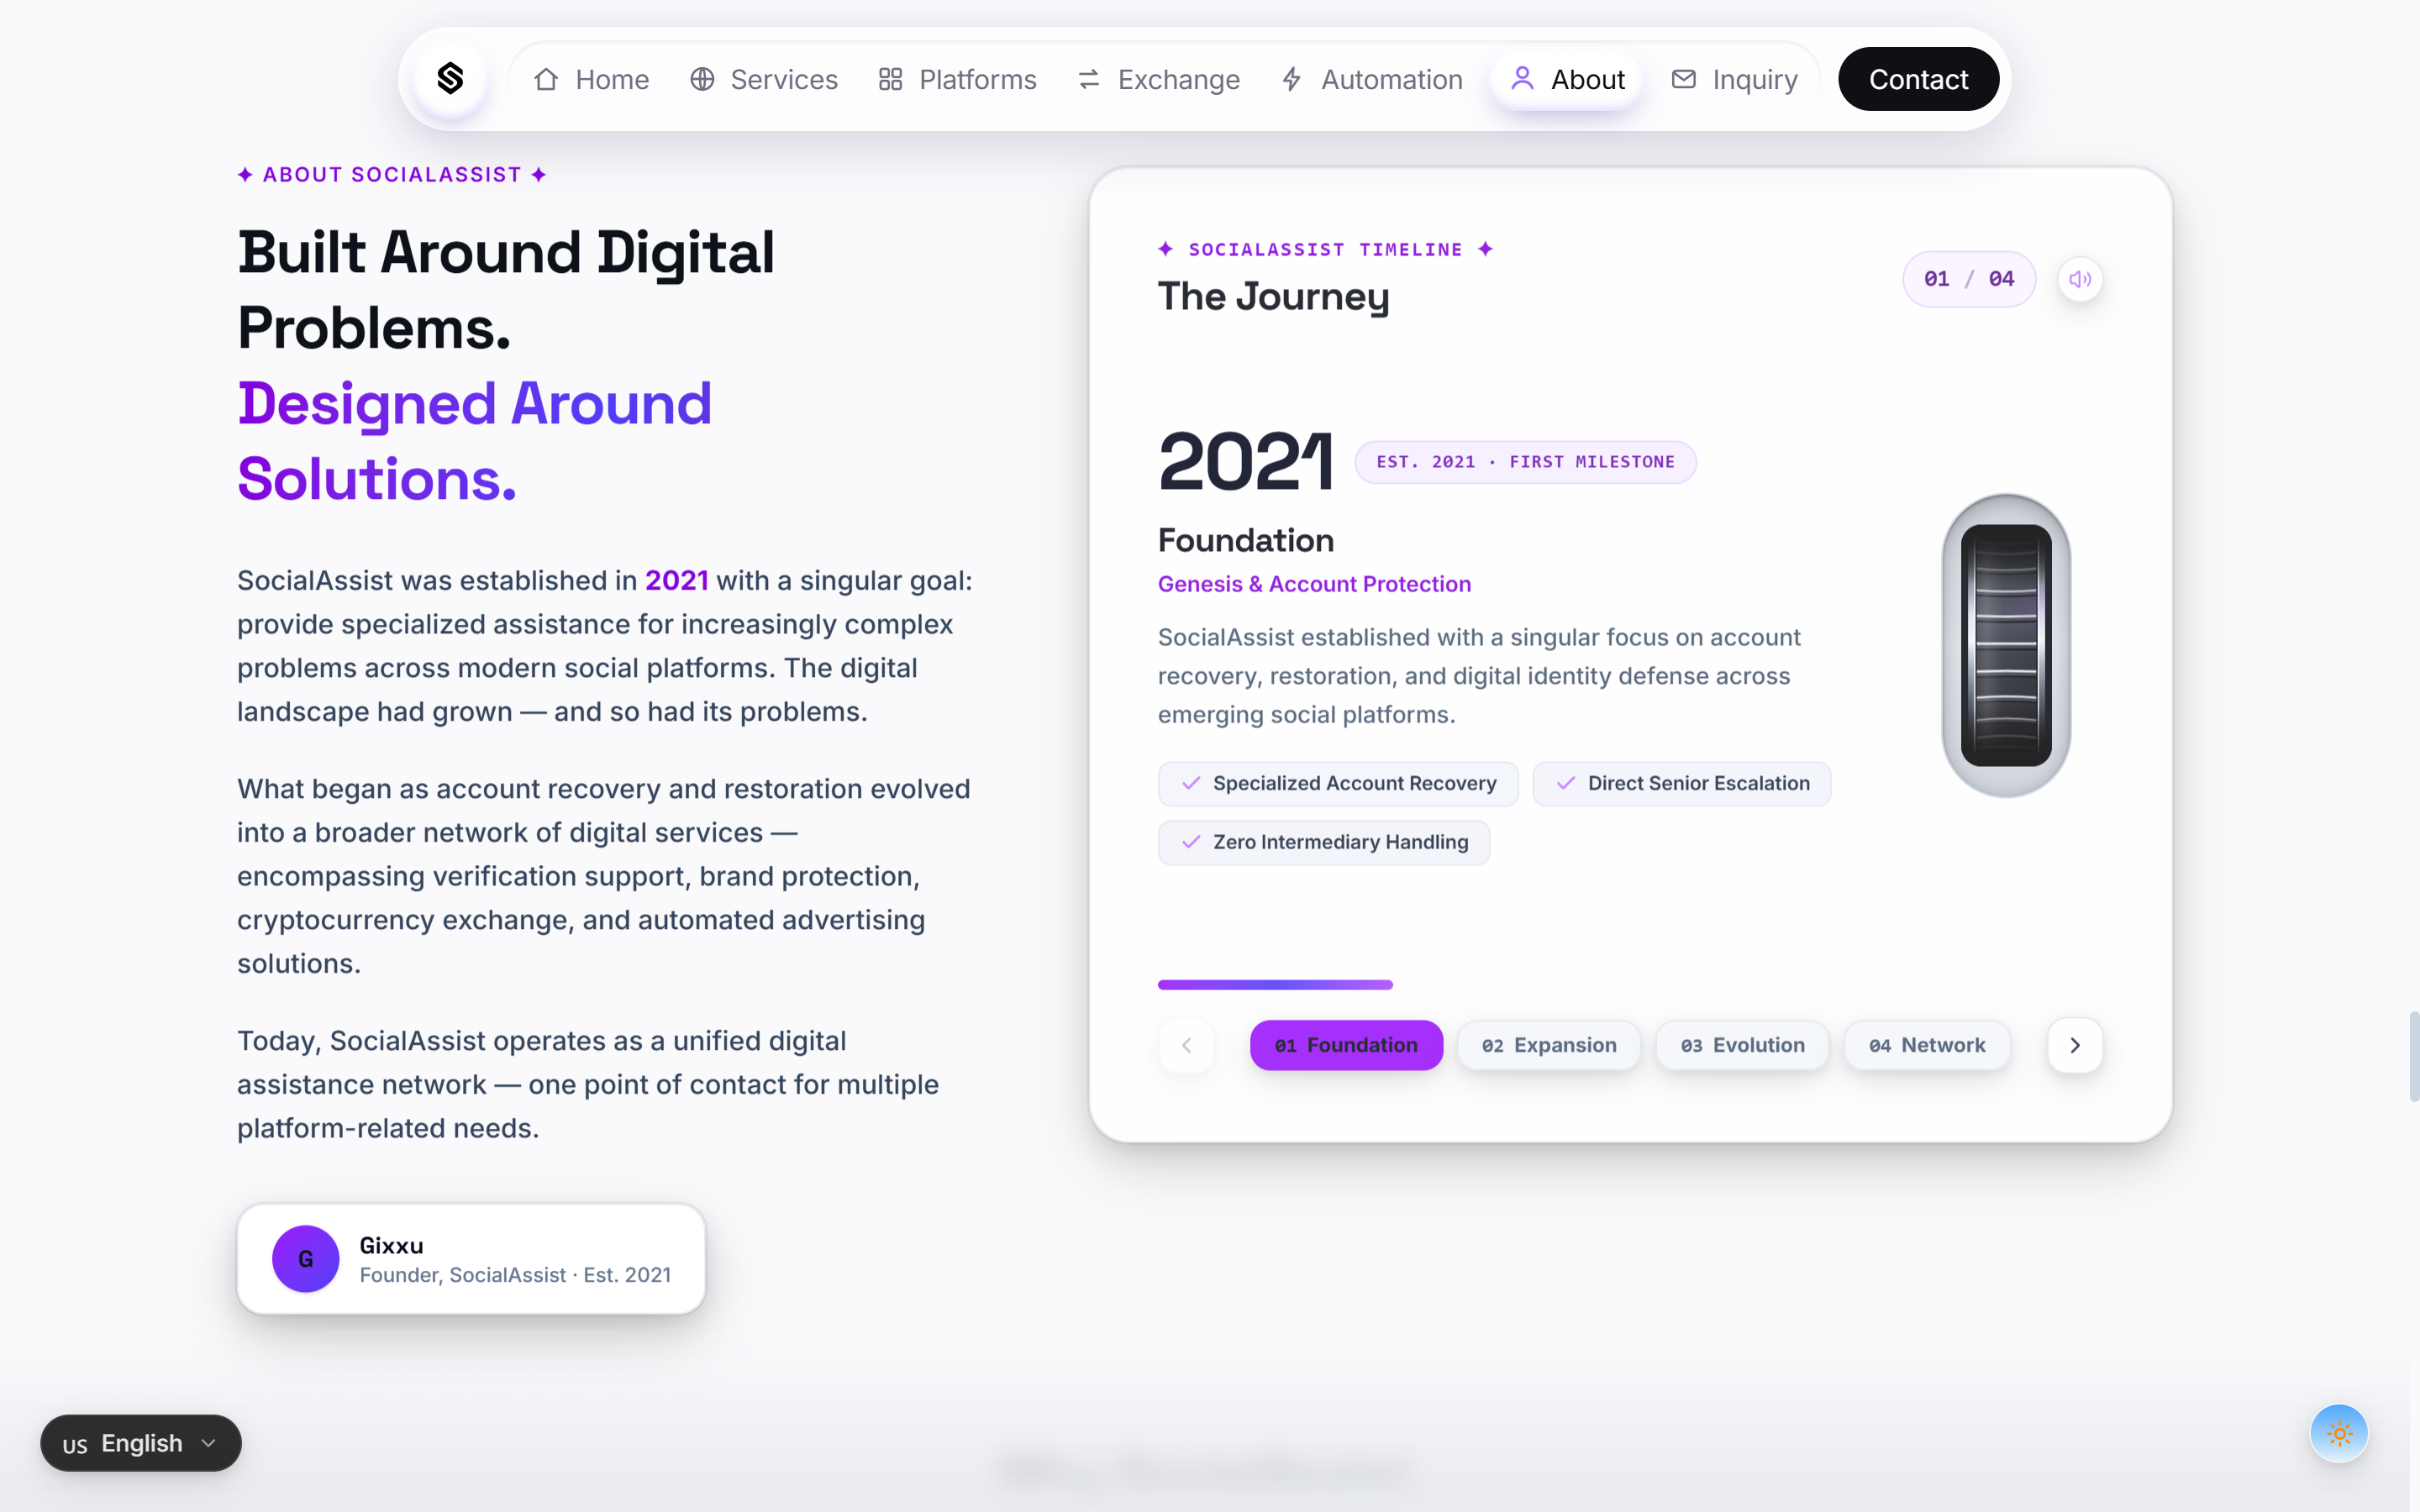 Home
Services
Platforms
Exchange
Automation
About
Inquiry
Contact
✦ ABOUT SOCIALASSIST ✦
Built Around Digital
Problems.
Designed Around
Solutions.
SocialAssist was established in 2021 with a singular goal:
provide specialized assistance for increasingly complex
problems across modern social platforms. The digital
landscape had grown — and so had its problems.
What began as account recovery and restoration evolved
into a broader network of digital services —
encompassing verification support, brand protection,
cryptocurrency exchange, and automated advertising
solutions.
Today, SocialAssist operates as a unified digital
assistance network — one point of contact for multiple
platform-related needs.
G
Gixxu
Founder, SocialAssist · Est. 2021
✦ SOCIALASSIST TIMELINE ✦
The Journey
01 / 04
2021
EST. 2021 · FIRST MILESTONE
Foundation
Genesis & Account Protection
SocialAssist established with a singular focus on account
recovery, restoration, and digital identity defense across
emerging social platforms.
Specialized Account Recovery
Direct Senior Escalation
Zero Intermediary Handling
01 Foundation
02 Expansion
03 Evolution
04 Network
US English